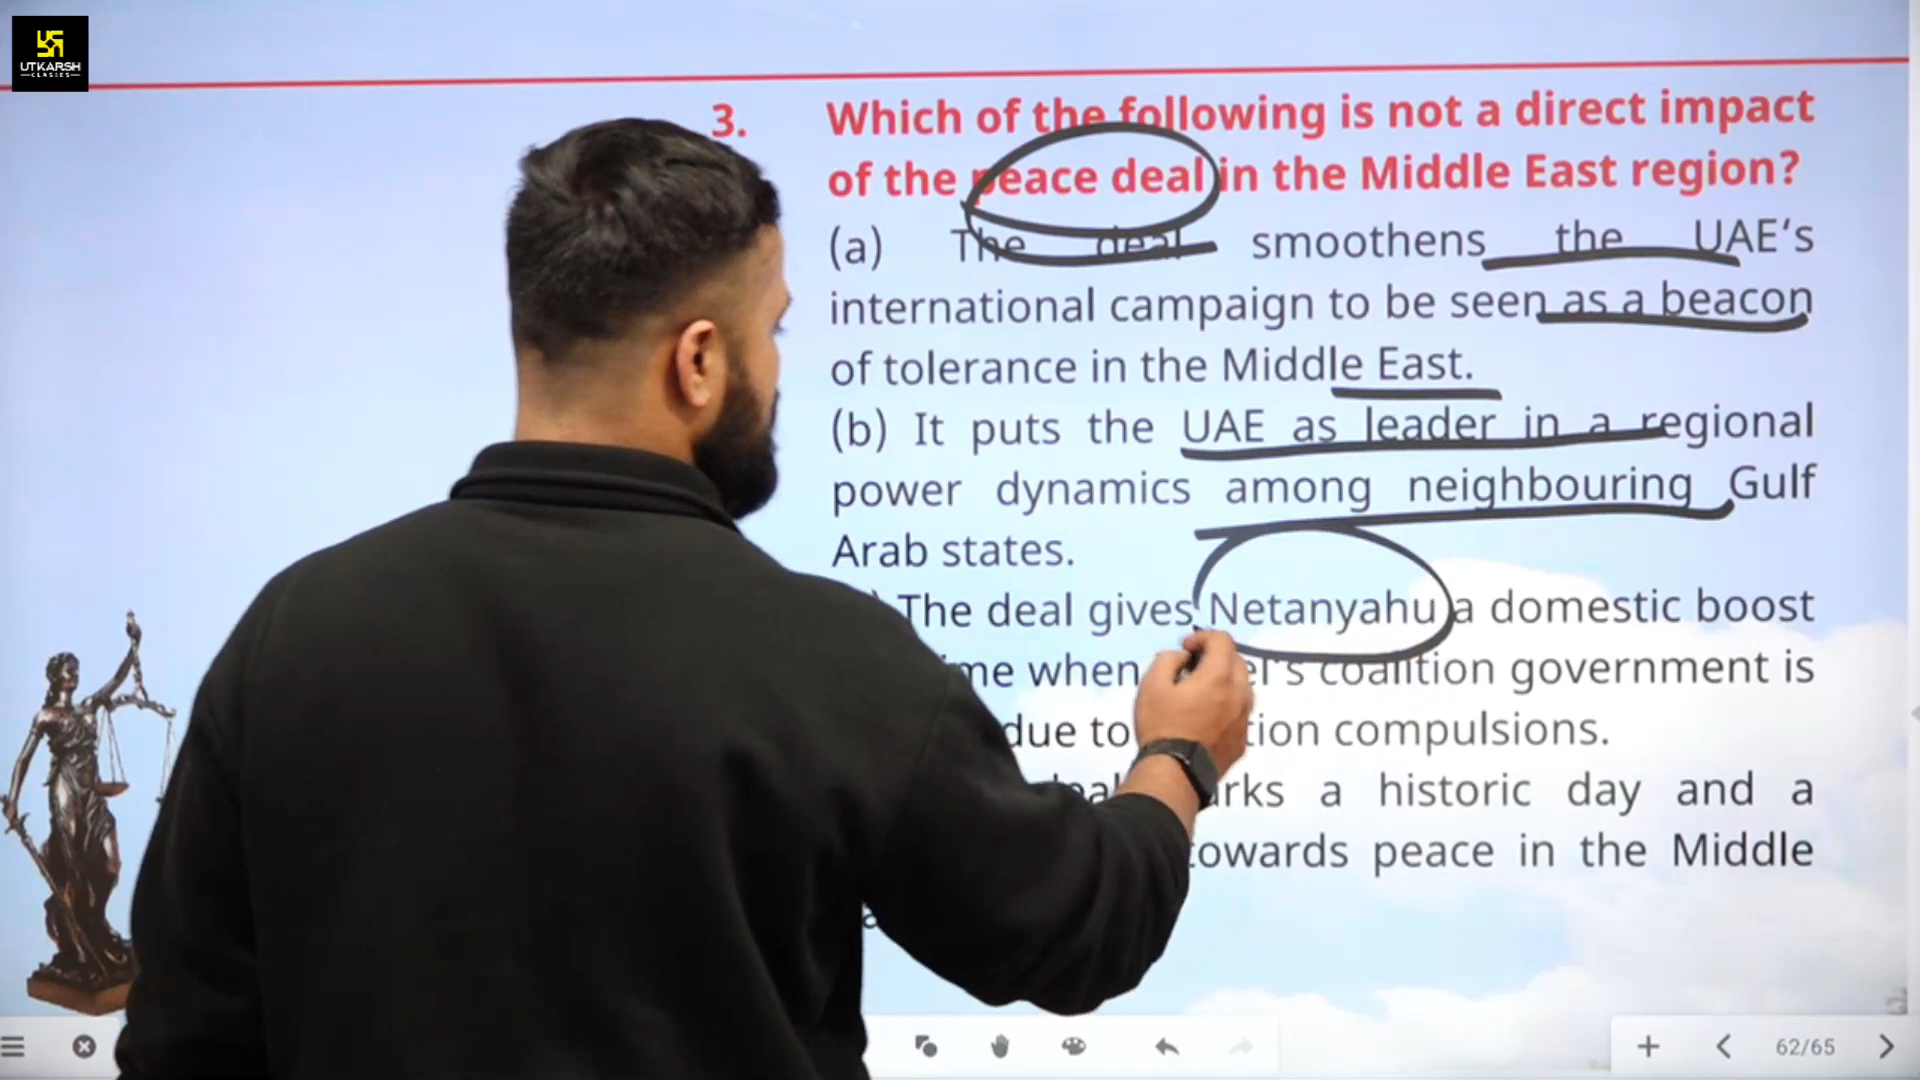 UTKARSH
CLASSES
3. Which of the following is not a direct impact
of the peace deal in the Middle East region?
(a) The deal smoothens the UAE's
international campaign to be seen as a beacon
of tolerance in the Middle East.
(b) It puts the UAE as leader in a regional
power dynamics among neighbouring Gulf
Arab states.
The deal gives Netanyahu a domestic boost
when coalition government is
due to compulsions.
a historic day and a
towards peace in the Middle
62/65